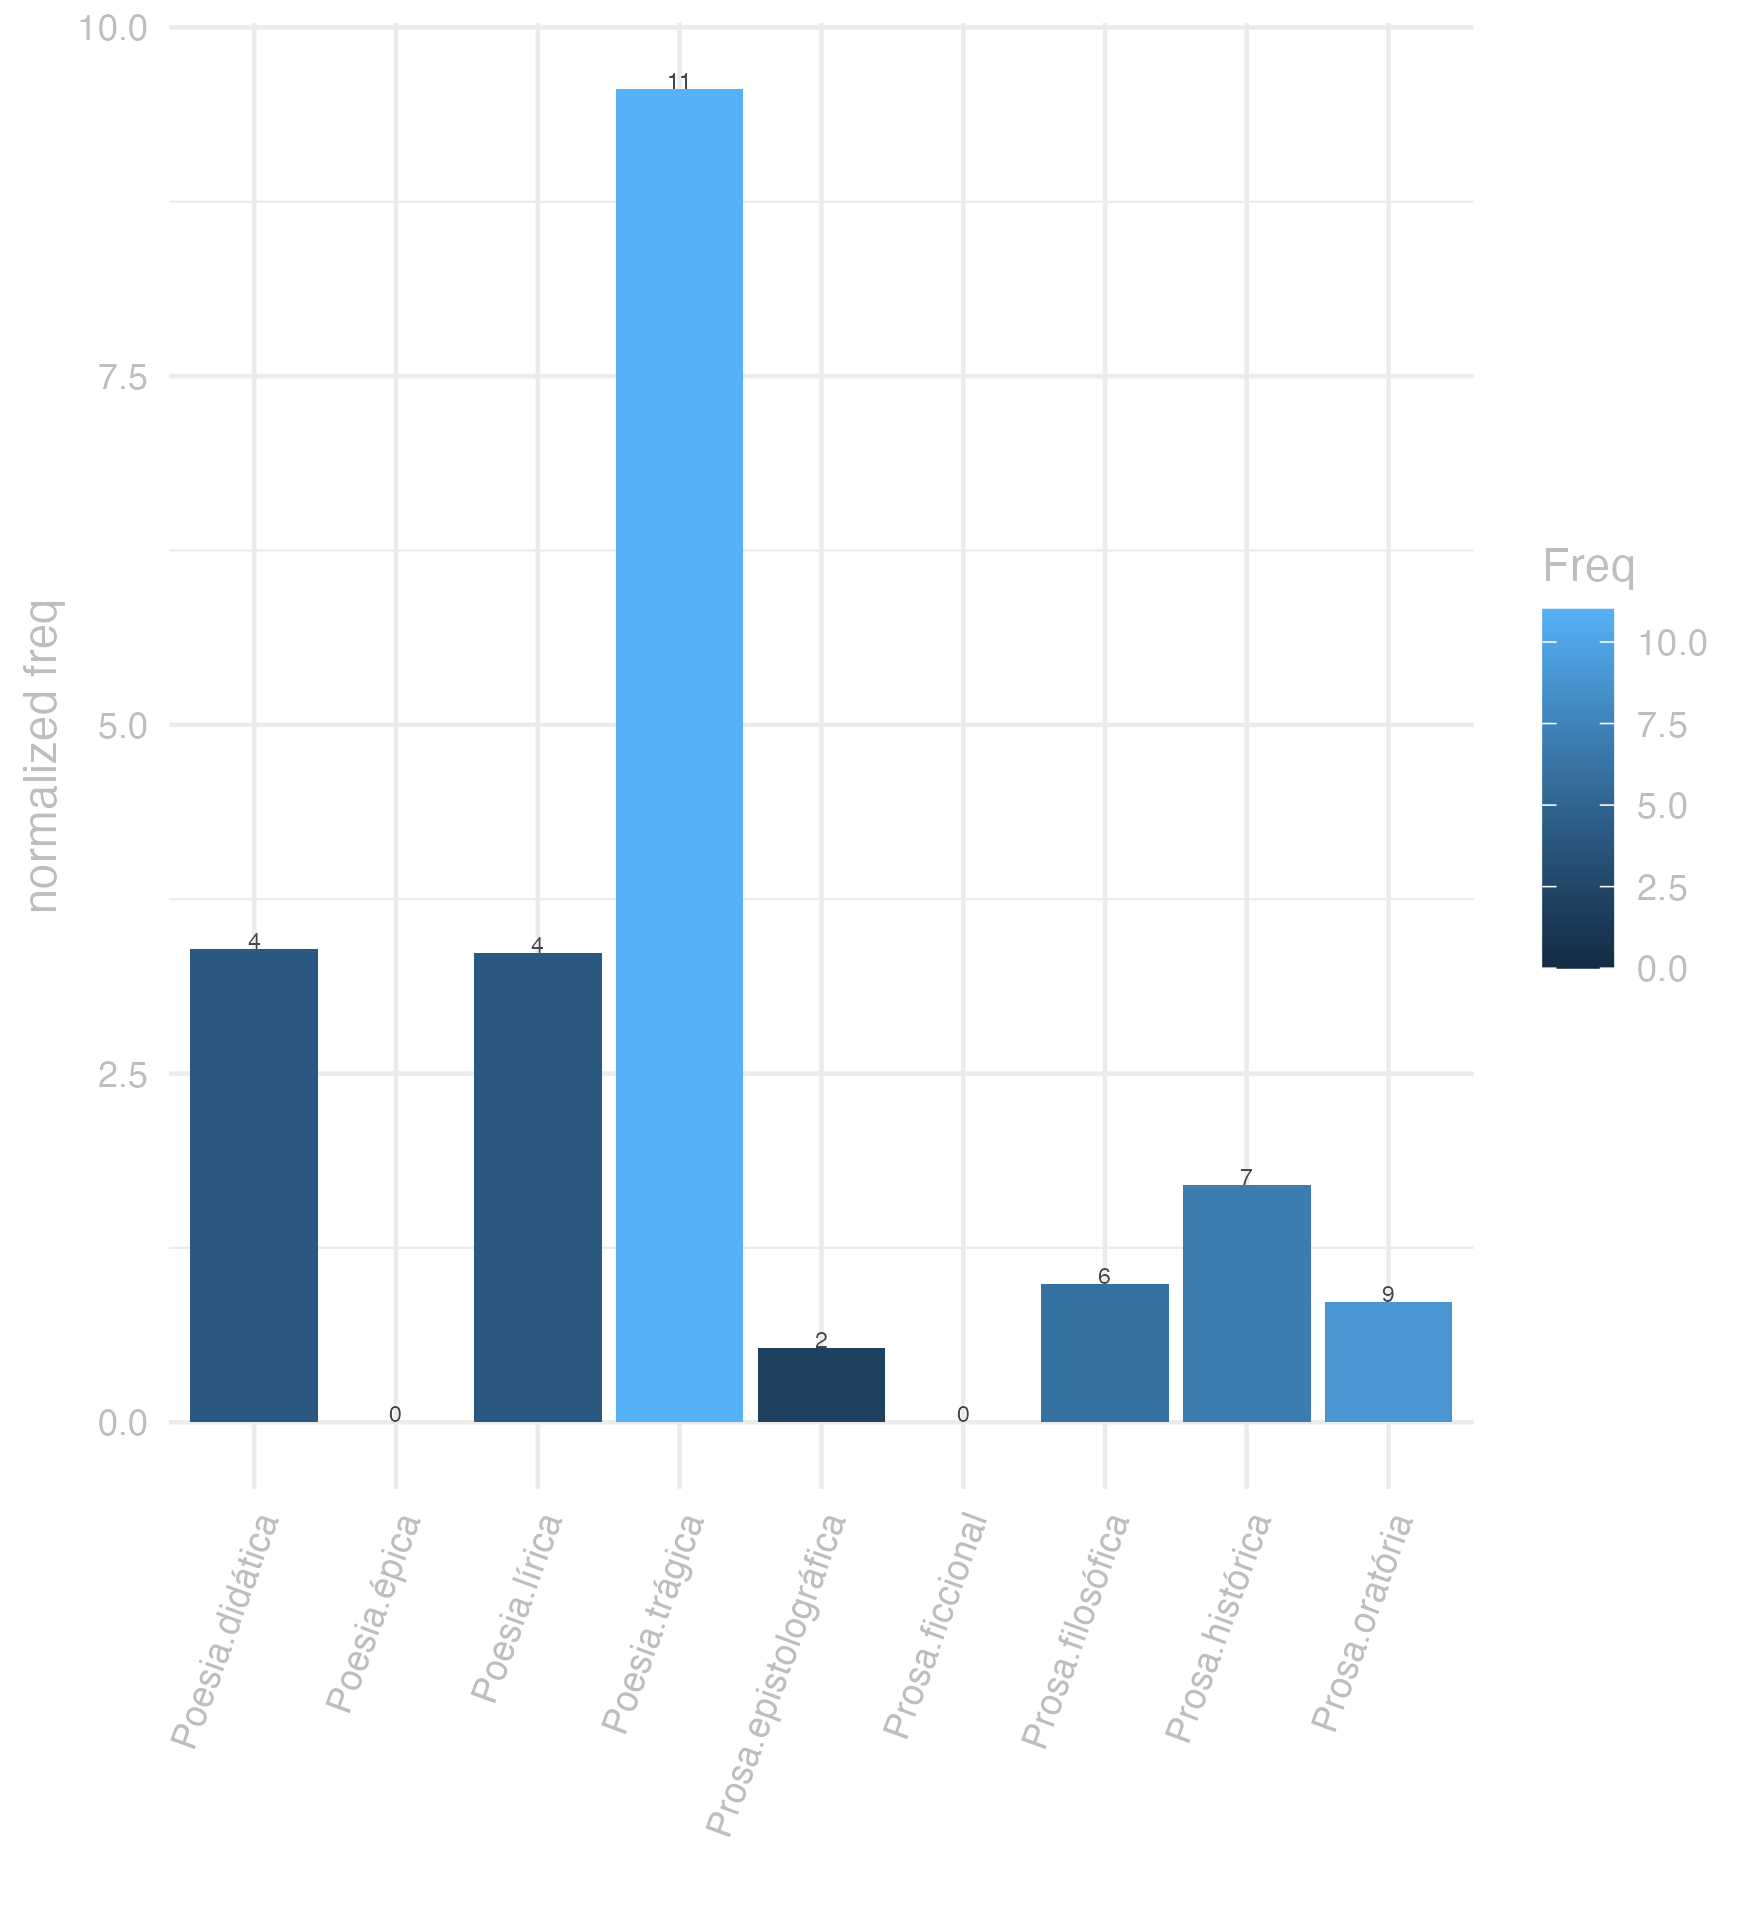 10.0
7.5
5.0
2.5
0.0
normalized freq
4
0
4
11
2
0
6
7
9
Poesia.didática
Poesia.épica
Poesia.lírica
Poesia.trágica
Prosa.epistolográfica
Prosa.ficcional
Prosa.filosófica
Prosa.histórica
Prosa.oratória
Freq
10.0
7.5
5.0
2.5
0.0